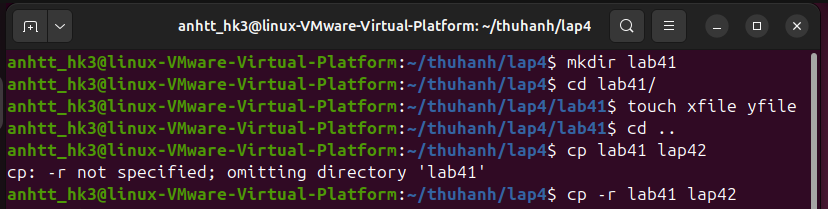 anhtt_hk3@linux-VMware-Virtual-Platform: ~/thuhanh/lap4
anhtt_hk3@linux-VMware-Virtual-Platform:~/thuhanh/lap4$ mkdir lab41
anhtt_hk3@linux-VMware-Virtual-Platform:~/thuhanh/lap4$ cd lab41/
anhtt_hk3@linux-VMware-Virtual-Platform:~/thuhanh/lap4/lab41$ touch xfile yfile
anhtt_hk3@linux-VMware-Virtual-Platform:~/thuhanh/lap4/lab41$ cd ..
anhtt_hk3@linux-VMware-Virtual-Platform:~/thuhanh/lap4$ cp lab41 lap42
cp: -r not specified; omitting directory 'lab41'
anhtt_hk3@linux-VMware-Virtual-Platform:~/thuhanh/lap4$ cp -r lab41 lap42